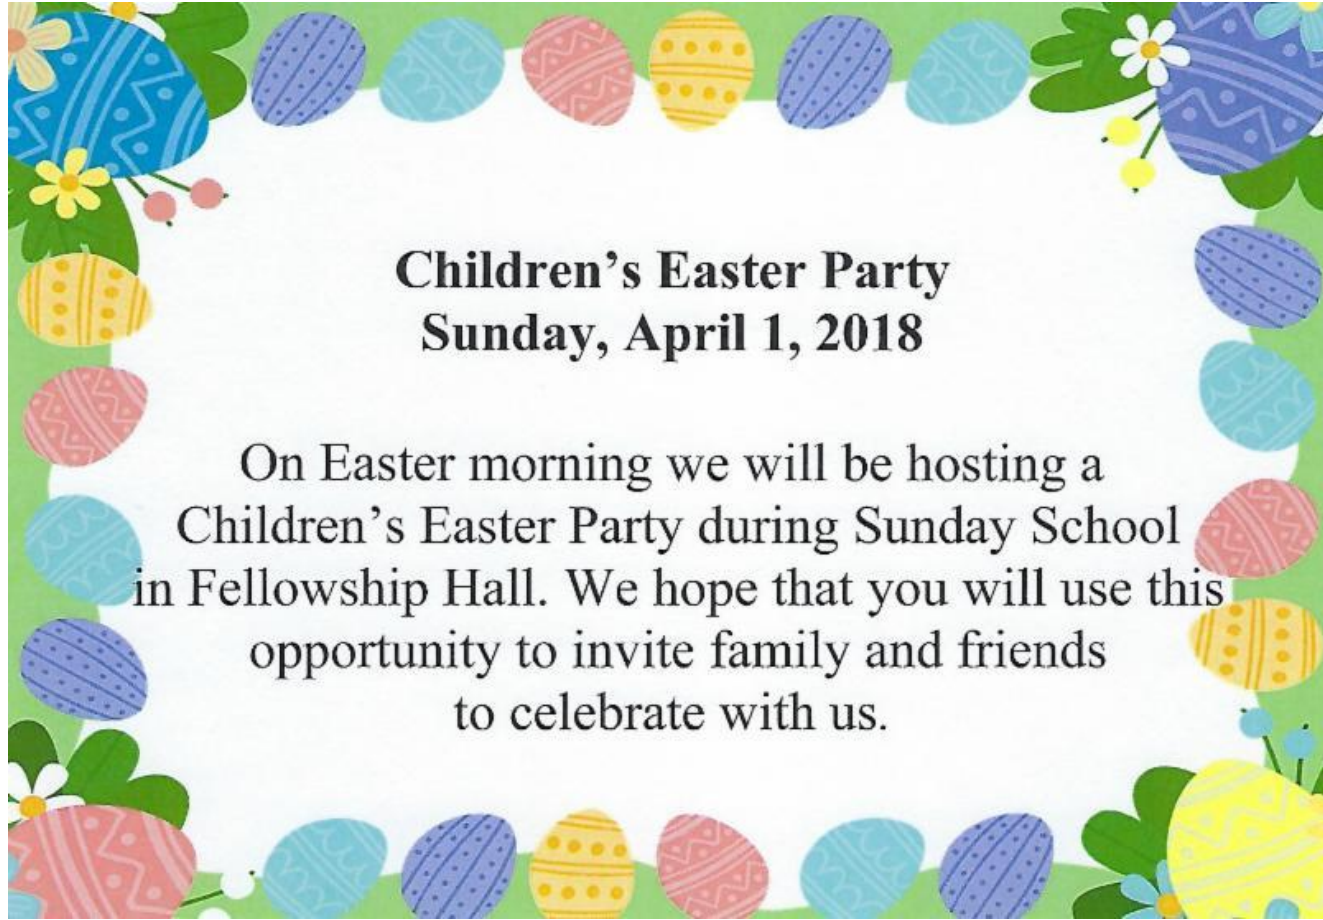 Children's Easter Party
Sunday, April 1, 2018
On Easter morning we will be hosting a
Children's Easter Party during Sunday School
in Fellowship Hall. We hope that you will use this
opportunity to invite family and friends
to celebrate with us.